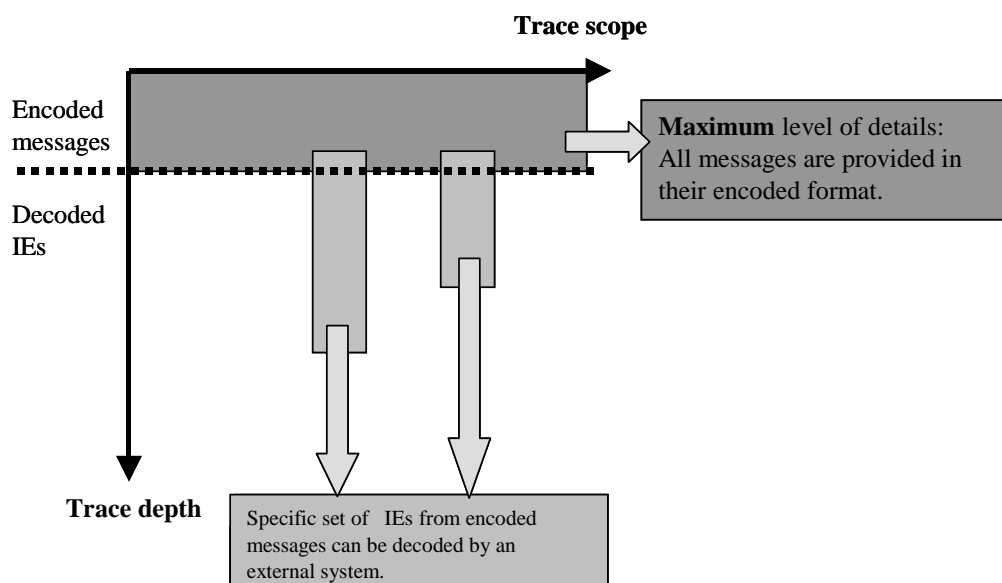 Trace scope
Encoded
messages
Maximum level of details:
All messages are provided in
their encoded format.
Decoded
IEs
Trace depth
Specific set of IEs from encoded
messages can be decoded by an
external system.